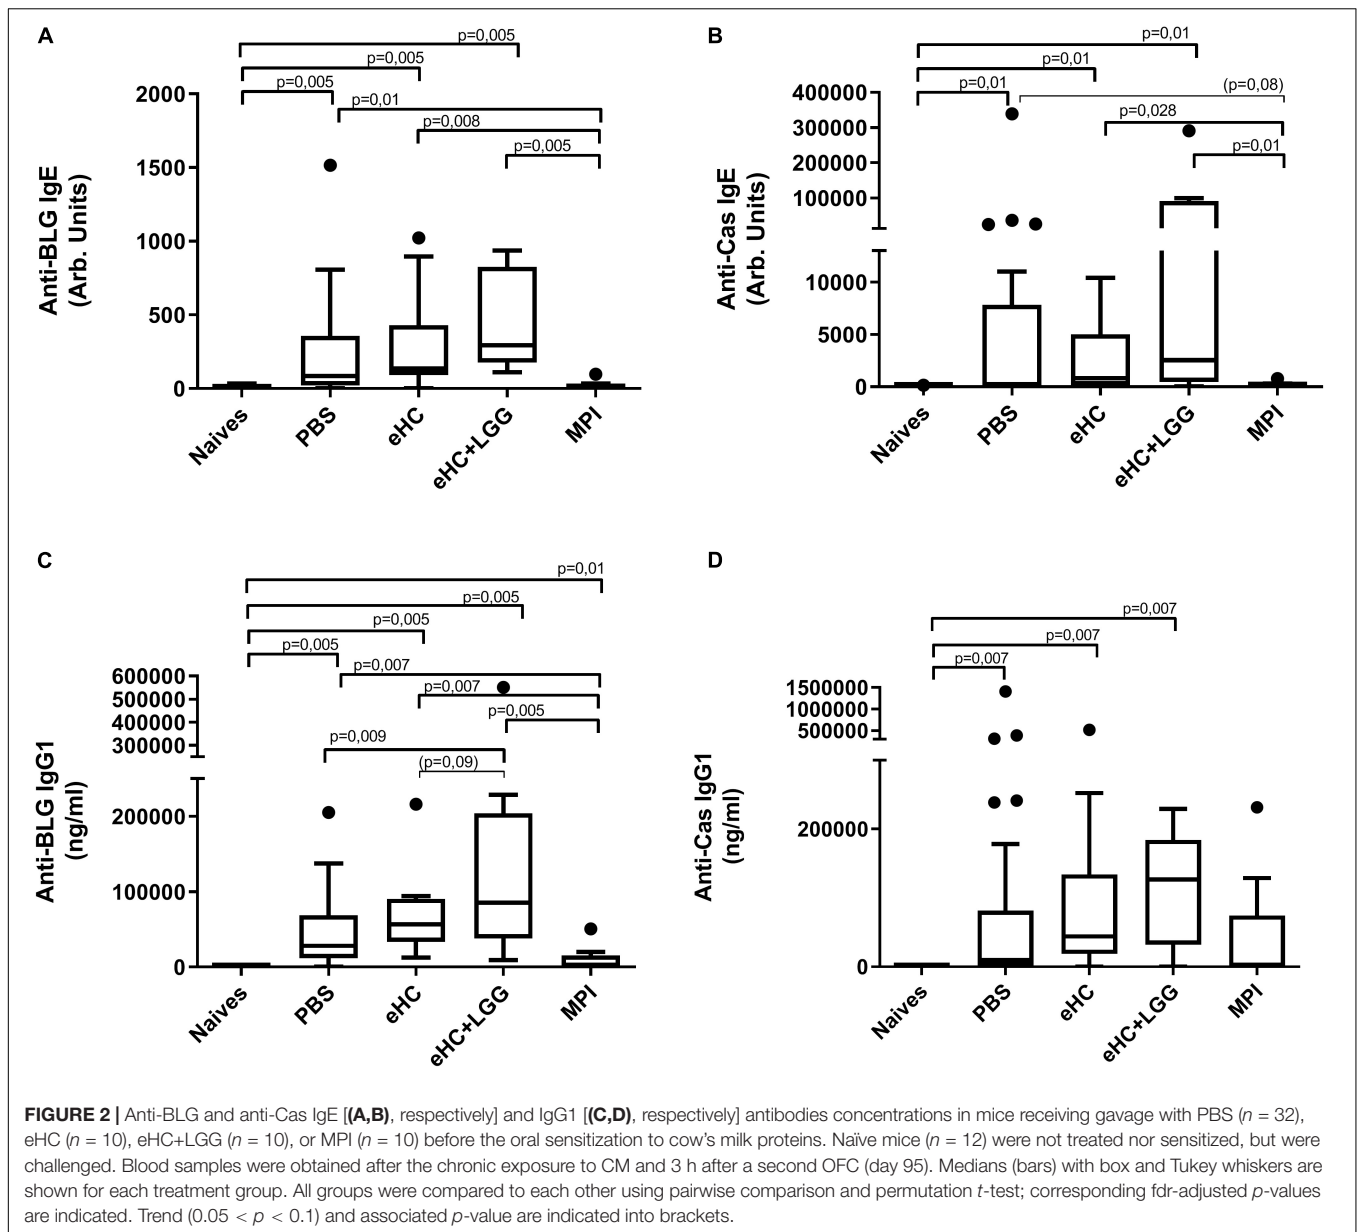 A
p=0,005
p=0,005
p=0,005
p=0,01
p=0,008
p=0,005
2000
1500
1000
500
0
Anti-BLG IgE
(Arb. Units)
Naives
PBS
eHC
eHC+LGG
MPI
B
p=0,01
p=0,01
p=0,01
(p=0,08)
p=0,028
p=0,01
400000
300000
200000
100000
10000
5000
0
Anti-Cas IgE
(Arb. Units)
Naives
PBS
eHC
eHC+LGG
MPI
C
p=0,01
p=0,005
p=0,005
p=0,005
p=0,007
p=0,007
p=0,005
p=0,009
(p=0,09)
600000
500000
400000
300000
200000
100000
0
Anti-BLG IgG1
(ng/ml)
Naives
PBS
eHC
eHC+LGG
MPI
D
p=0,007
p=0,007
p=0,007
1500000
1000000
500000
200000
0
Anti-Cas IgG1
(ng/ml)
Naives
PBS
eHC
eHC+LGG
MPI
FIGURE 2 | Anti-BLG and anti-Cas IgE [(A,B), respectively] and IgG1 [(C,D), respectively] antibodies concentrations in mice receiving gavage with PBS (n = 32),
eHC (n = 10), eHC+LGG (n = 10), or MPI (n = 10) before the oral sensitization to cow's milk proteins. Naïve mice (n = 12) were not treated nor sensitized, but were
challenged. Blood samples were obtained after the chronic exposure to CM and 3 h after a second OFC (day 95). Medians (bars) with box and Tukey whiskers are
shown for each treatment group. All groups were compared to each other using pairwise comparison and permutation t-test; corresponding fdr-adjusted p-values
are indicated. Trend (0.05 < p < 0.1) and associated p-value are indicated into brackets.